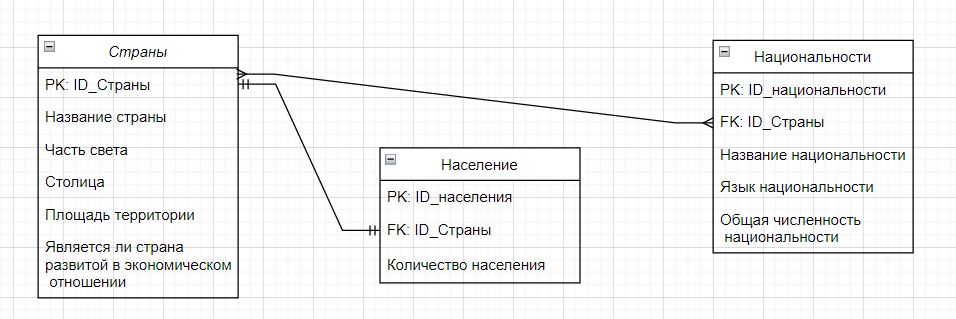 Страны
PK: ID_Страны
Название страны
Часть света
Столица
Площадь территории
Является ли страна
развитой в экономическом
отношении
Население
PK: ID_населения
FK: ID_Страны
Количество населения
Национальности
PK: ID_национальности
FK: ID_Страны
Название национальности
Язык национальности
Общая численность
национальности